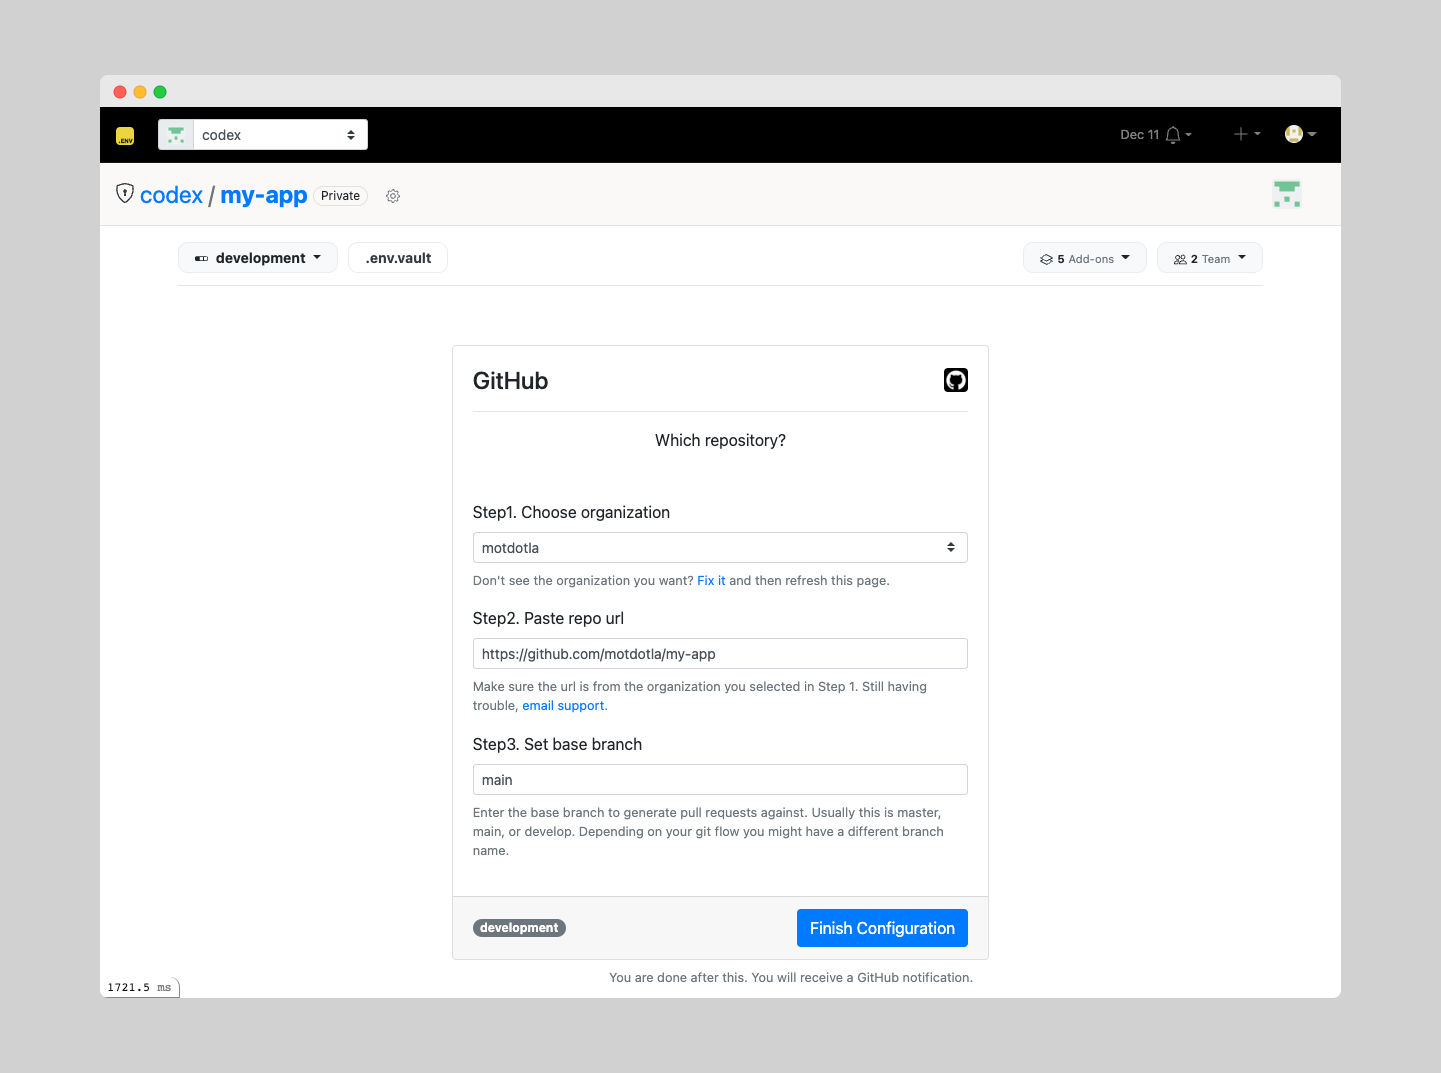 .ENV
codex
Dec 11
codex / my-app Private
development
.env.vault
5 Add-ons
2 Team
GitHub
Which repository?
Step1. Choose organization
motdotla
Don't see the organization you want? Fix it and then refresh this page.
Step2. Paste repo url
https://github.com/motdotla/my-app
Make sure the url is from the organization you selected in Step 1. Still having
trouble, email support.
Step3. Set base branch
main
Enter the base branch to generate pull requests against. Usually this is master,
main, or develop. Depending on your git flow you might have a different branch
name.
development
Finish Configuration
You are done after this. You will receive a GitHub notification.
1721.5 ms